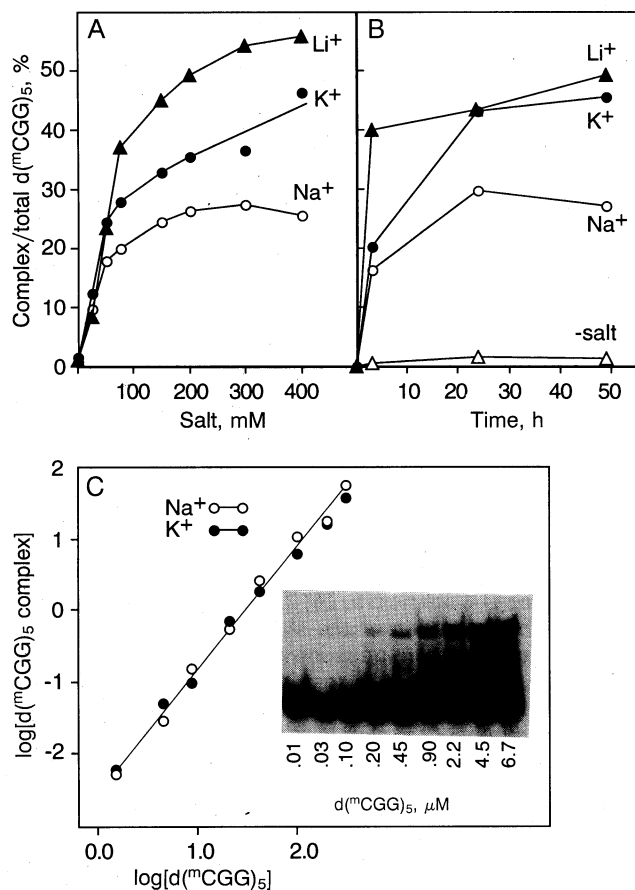 A
B
Complex/total d(ᵐCGG)₅, %
50
40
30
20
10
0
Li⁺
K⁺
Na⁺
100 200 300 400
Salt, mM
Li⁺
K⁺
Na⁺
-salt
10 20 30 40 50
Time, h
C
log[d(ᵐCGG)₅ complex]
2
1
0
-1
-2
Na⁺
K⁺
.01 .03 .10 .20 .45 .90 2.2 4.5 6.7
d(ᵐCGG)₅, µM
0.0 1.0 2.0
log[d(ᵐCGG)₅]